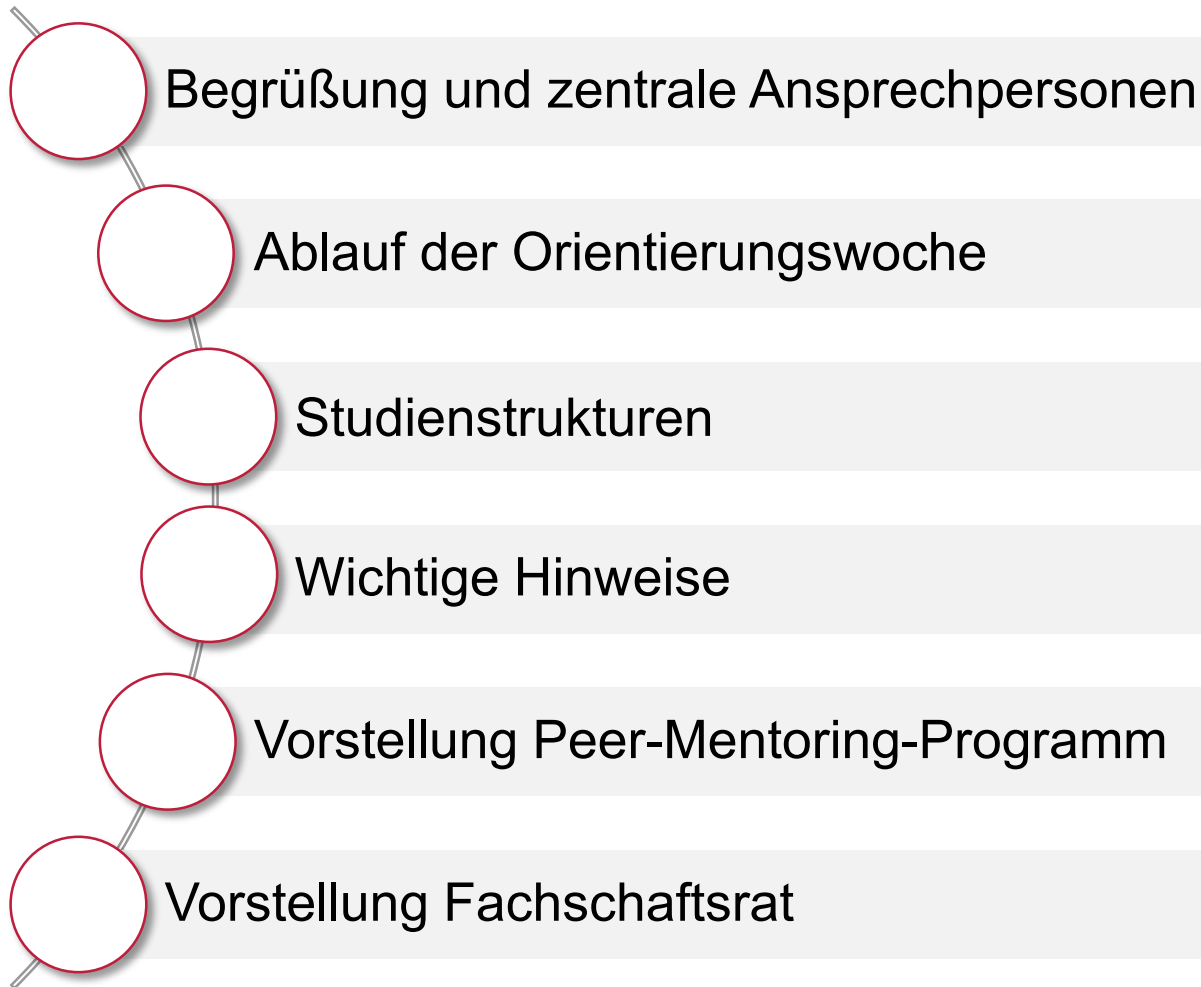 Begrüßung und zentrale Ansprechpersonen
Ablauf der Orientierungswoche
Studienstrukturen
Wichtige Hinweise
Vorstellung Peer-Mentoring-Programm
Vorstellung Fachschaftsrat